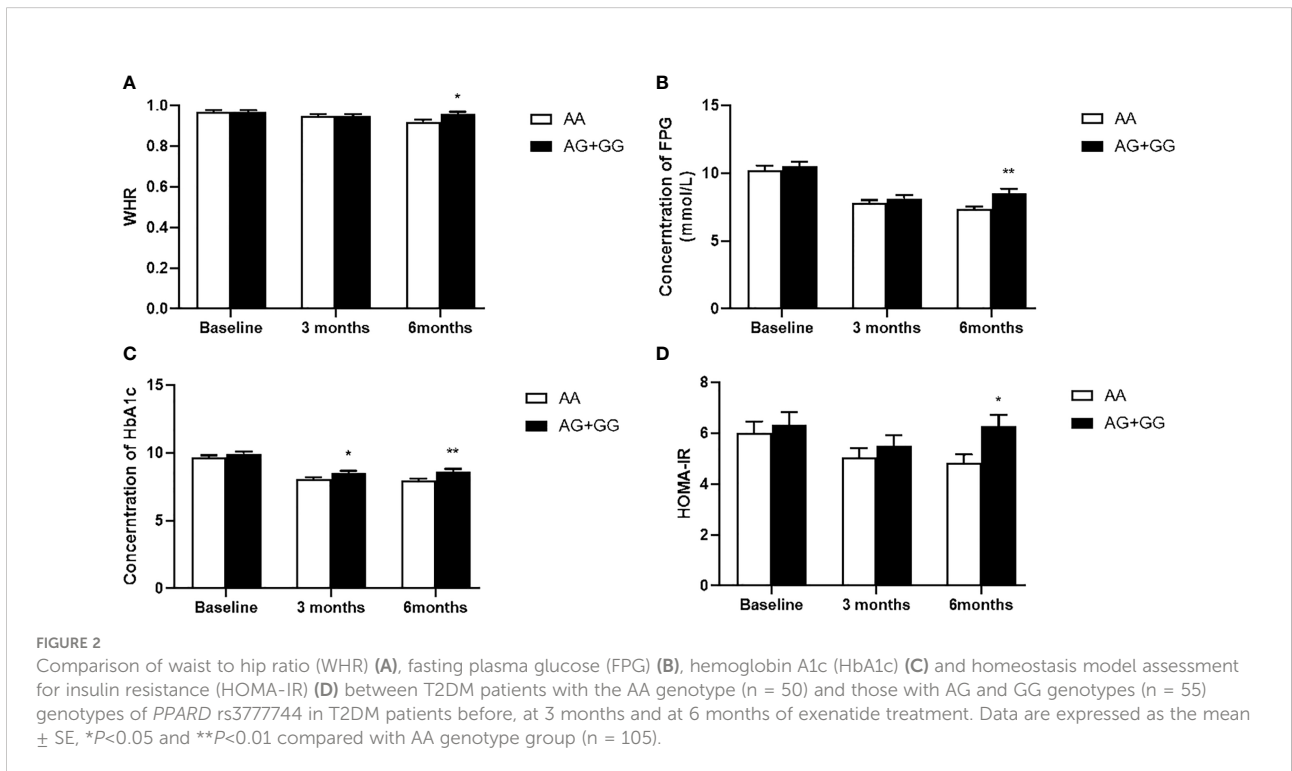 A
WHR
1.0
0.8
0.6
0.4
0.2
0.0
*
Baseline
3 months
6months
AA
AG+GG
B
Concerntration of FPG
(mmol/L)
15
10
5
0
**
Baseline
3 months
6months
AA
AG+GG
C
Concerntration of HbA1c
15
10
5
0
*
**
Baseline
3 months
6months
AA
AG+GG
D
HOMA-IR
8
6
4
2
0
*
Baseline
3 months
6months
AA
AG+GG
FIGURE 2
Comparison of waist to hip ratio (WHR) (A), fasting plasma glucose (FPG) (B), hemoglobin A1c (HbA1c) (C) and homeostasis model assessment
for insulin resistance (HOMA-IR) (D) between T2DM patients with the AA genotype (n = 50) and those with AG and GG genotypes (n = 55)
genotypes of PPARD rs3777744 in T2DM patients before, at 3 months and at 6 months of exenatide treatment. Data are expressed as the mean
± SE, *P<0.05 and **P<0.01 compared with AA genotype group (n = 105).